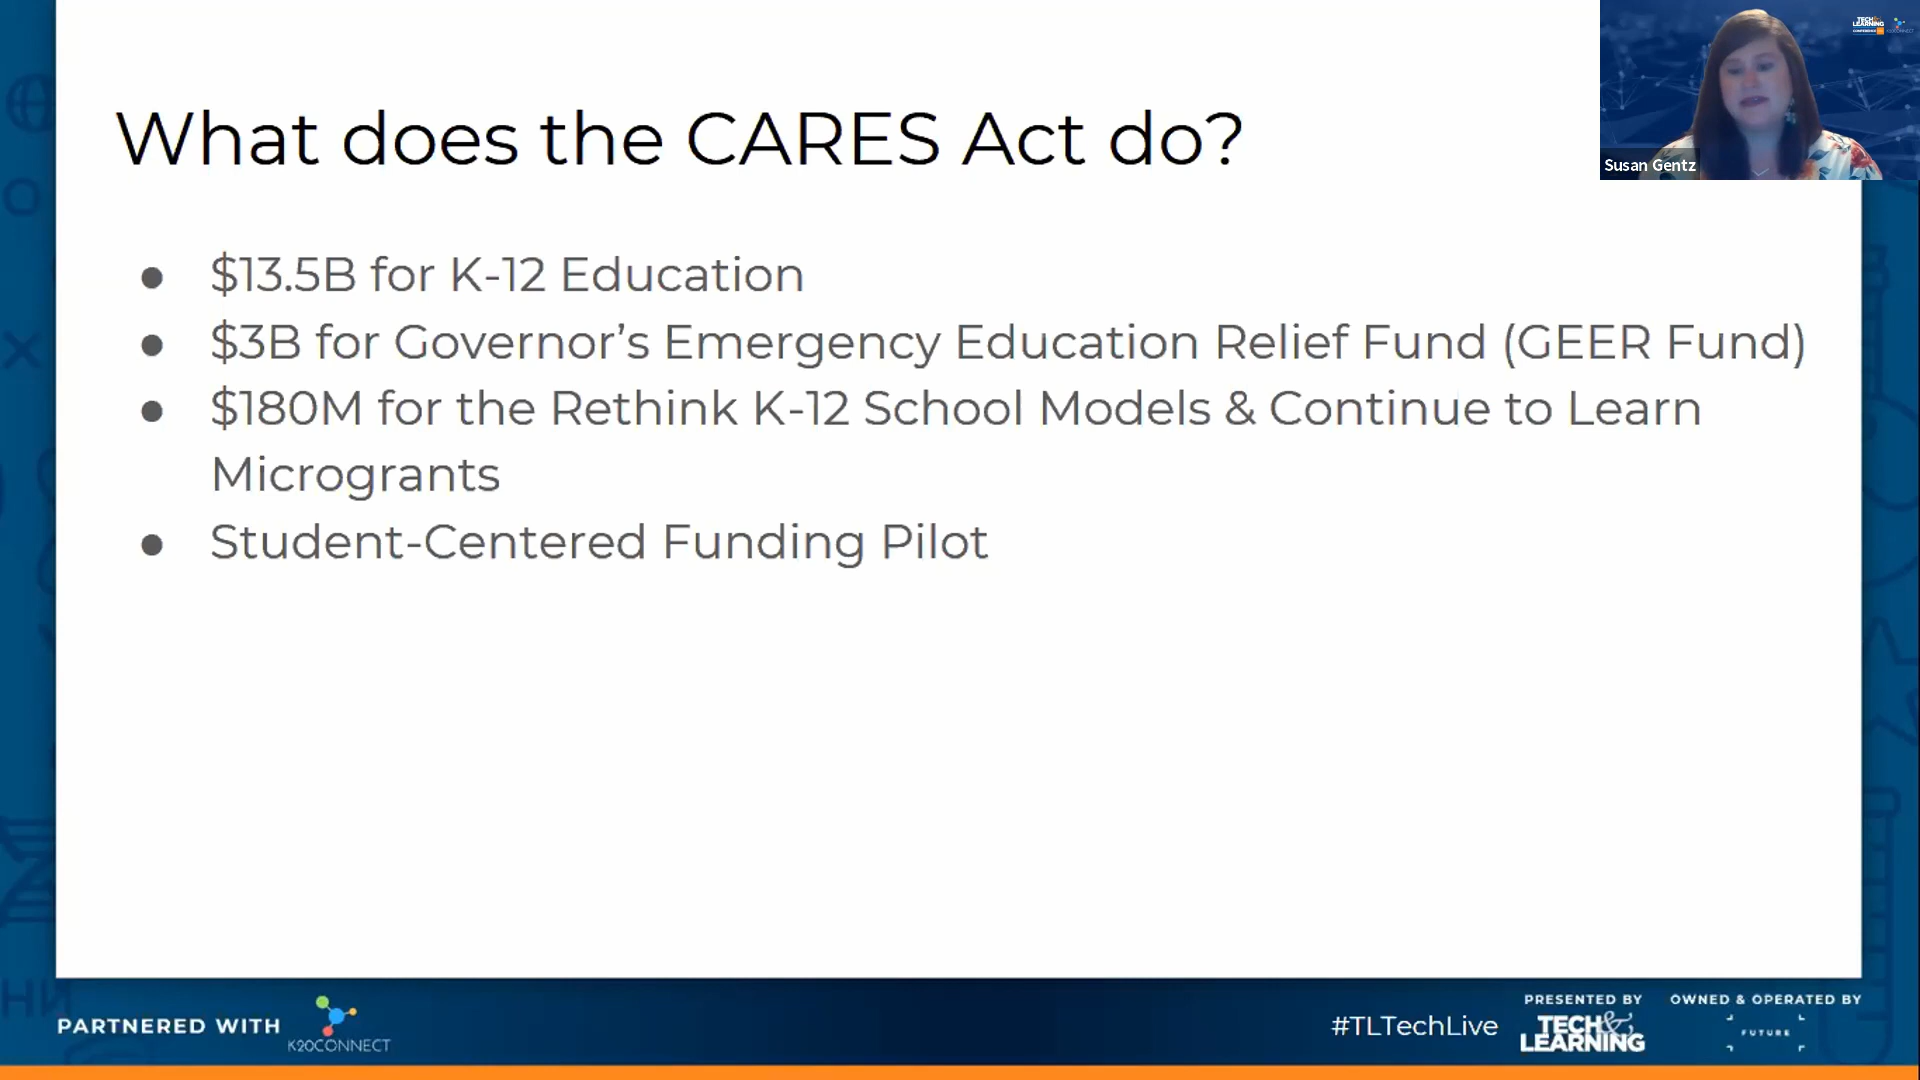 What does the CARES Act do?
TECH&
LEARNING
Susan Gentz
● $13.5B for K-12 Education
● $3B for Governor’s Emergency Education Relief Fund (GEER Fund)
● $180M for the Rethink K-12 School Models & Continue to Learn
Microgrants
● Student-Centered Funding Pilot
PARTNERED WITH
K20CONNECT
#TLTechLive
PRESENTED BY
TECH&
LEARNING
OWNED & OPERATED BY
FUTURE